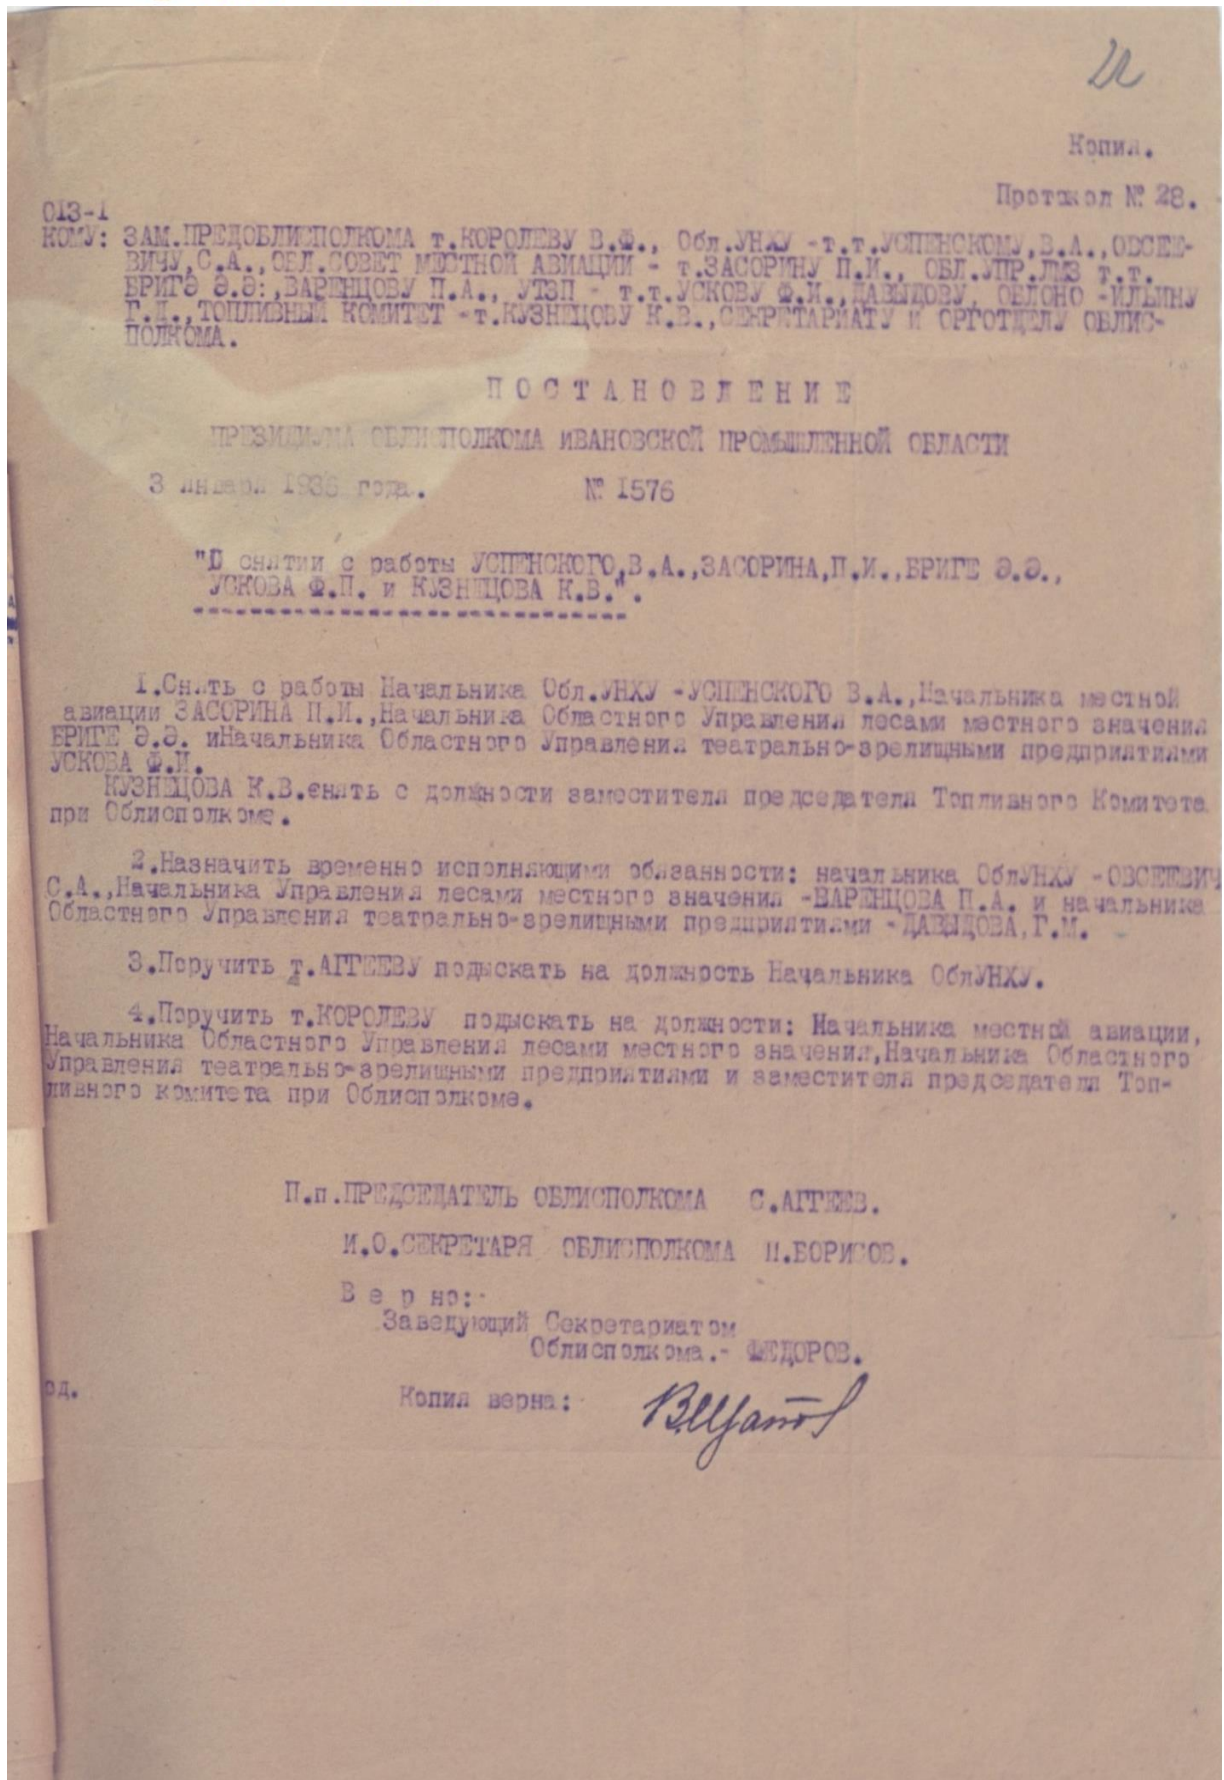 Копия.
Протокол № 28.
013-1
КОМУ: ЗАМ.ПРЕДОБЛИСПОЛКОМА т.КОРОЛЕВУ В.Ф., Обл.УНХУ -т.т.УСПЕНСКОМУ,В.А.,ОВСЕЕ-
ВИЧУ,С.А.,ОБЛ.СОВЕТ МЕСТНОЙ АВИАЦИИ - т.ЗАСОРИНУ П.И., ОБЛ.УПР.ЛМЗ т.т.
БРИГЭ Э.Э:,ВАРЕНЦОВУ П.А., УТЗП - т.т.УСКОВУ Ф.И.,ДАВЫДОВУ, ОБЛОНО -ИЛЬИНУ
Г.И.,ТОПЛИВНЫЙ КОМИТЕТ -т.КУЗНЕЦОВУ К.В.,СЕКРЕТАРИАТУ И ОРГОТДЕЛУ ОБЛИС-
ПОЛКОМА.
П О С Т А Н О В Л Е Н И Е
ПРЕЗИДИУМА ОБЛИСПОЛКОМА ИВАНОВСКОЙ ПРОМЫШЛЕННОЙ ОБЛАСТИ
3 января 1936 года. № 1576
"О снятии с работы УСПЕНСКОГО,В.А.,ЗАСОРИНА,П.И.,БРИГЕ Э.Э.,
УСКОВА Ф.П. и КУЗНЕЦОВА К.В.".
1.Снять с работы Начальника Обл.УНХУ -УСПЕНСКОГО В.А.,Начальника местной
авиации ЗАСОРИНА П.И.,Начальника Областного Управления лесами местного значения
БРИГЕ Э.Э. иНачальника Областного Управления театрально-зрелищными предприятиями
УСКОВА Ф.И.
КУЗНЕЦОВА К.В.снять с должности заместителя председателя Топливного Комитета
при Облисполкоме.
2.Назначить временно исполняющими обязанности: начальника ОблУНХУ -ОВСЕЕВИЧ
С.А.,Начальника Управления лесами местного значения -ВАРЕНЦОВА П.А. и начальника
Областного Управления театрально-зрелищными предприятиями -ДАВЫДОВА,Г.М.
3.Поручить т.АГГЕЕВУ подыскать на должность Начальника ОблУНХУ.
4.Поручить т.КОРОЛЕВУ подыскать на должности: Начальника местной авиации,
Начальника Областного Управления лесами местного значения,Начальника Областного
Управления театрально-зрелищными предприятиями и заместителя председателя Топ-
ливного комитета при Облисполкоме.
П.п.ПРЕДСЕДАТЕЛЬ ОБЛИСПОЛКОМА С.АГГЕЕВ.
И.О.СЕКРЕТАРЯ ОБЛИСПОЛКОМА Н.БОРИСОВ.
В е р но:-
Заведующий Секретариатом
Облисполкома.- ФЕДОРОВ.
од.
Копия верна:-